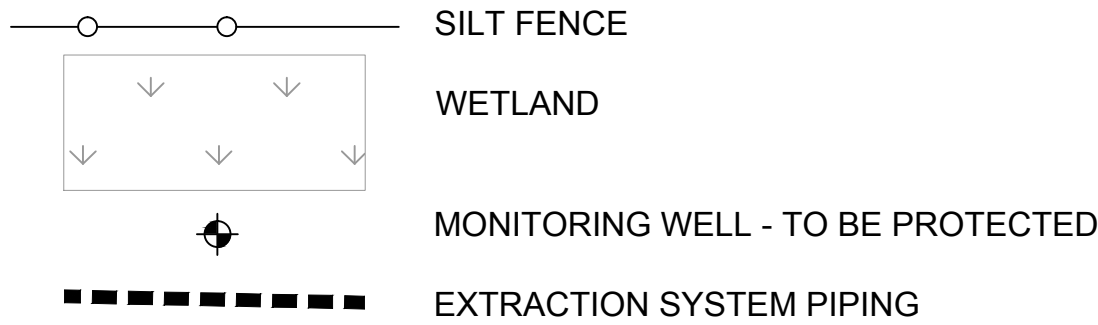 SILT FENCE
WETLAND
MONITORING WELL - TO BE PROTECTED
EXTRACTION SYSTEM PIPING